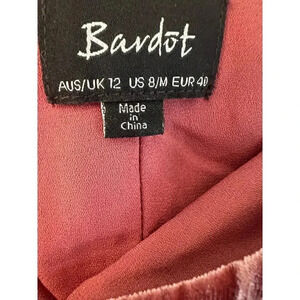 Bardot
AUS/UK 12 US 8/M EUR 40
Made
in
China